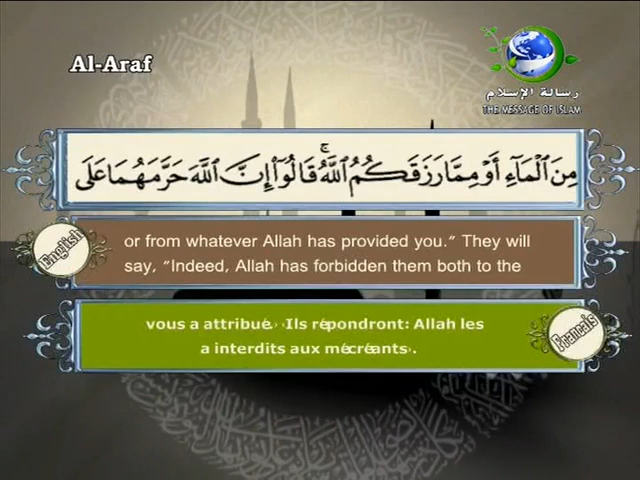 Al-Araf
رسالة الإسلام
THE MESSAGE OF ISLAM
مِنَ ٱلْمَآءِ أَوْ مِمَّا رَزَقَكُمُ ٱللَّهُ ۚ قَالُوٓا۟ إِنَّ ٱللَّهَ حَرَّمَهُمَا عَلَى
English
or from whatever Allah has provided you.” They will
say, “Indeed, Allah has forbidden them both to the
vous a attribué.› ‹Ils répondront: Allah les
a interdits aux mécréants›.
Francais